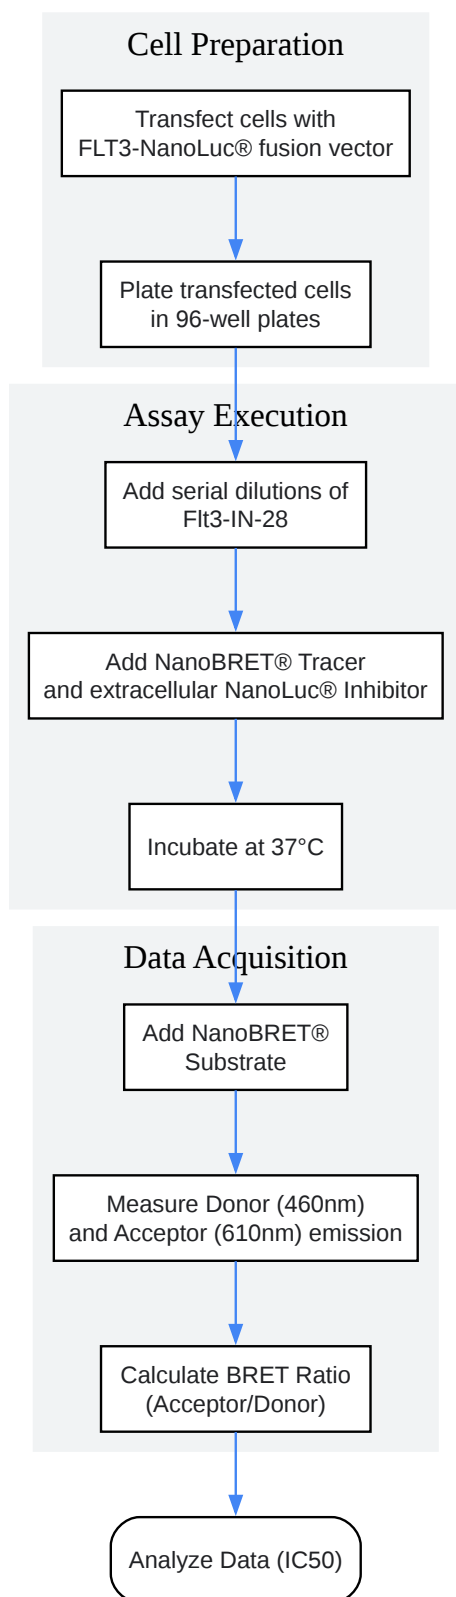 Cell Preparation
Transfect cells with
FLT3-NanoLuc® fusion vector
Plate transfected cells
in 96-well plates
Assay Execution
Add serial dilutions of
Flt3-IN-28
Add NanoBRET® Tracer
and extracellular NanoLuc® Inhibitor
Incubate at 37°C
Data Acquisition
Add NanoBRET®
Substrate
Measure Donor (460nm)
and Acceptor (610nm) emission
Calculate BRET Ratio
(Acceptor/Donor)
Analyze Data (IC50)